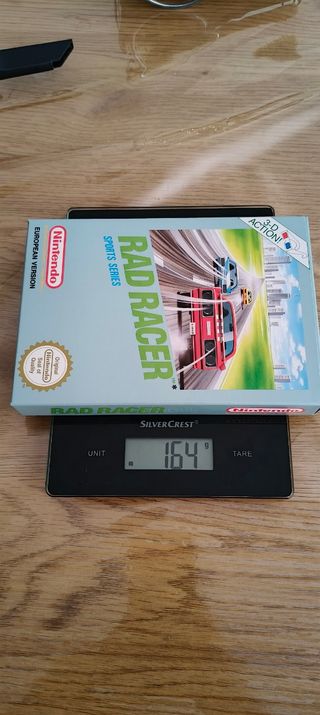 3-D
ACTION!
Nintendo
EUROPEAN VERSION
RAD RACER
SPORTS SERIES
Original
Nintendo
Seal of
Quality
RAD RACER
Nintendo
SILVERCREST
UNIT
164 g
TARE